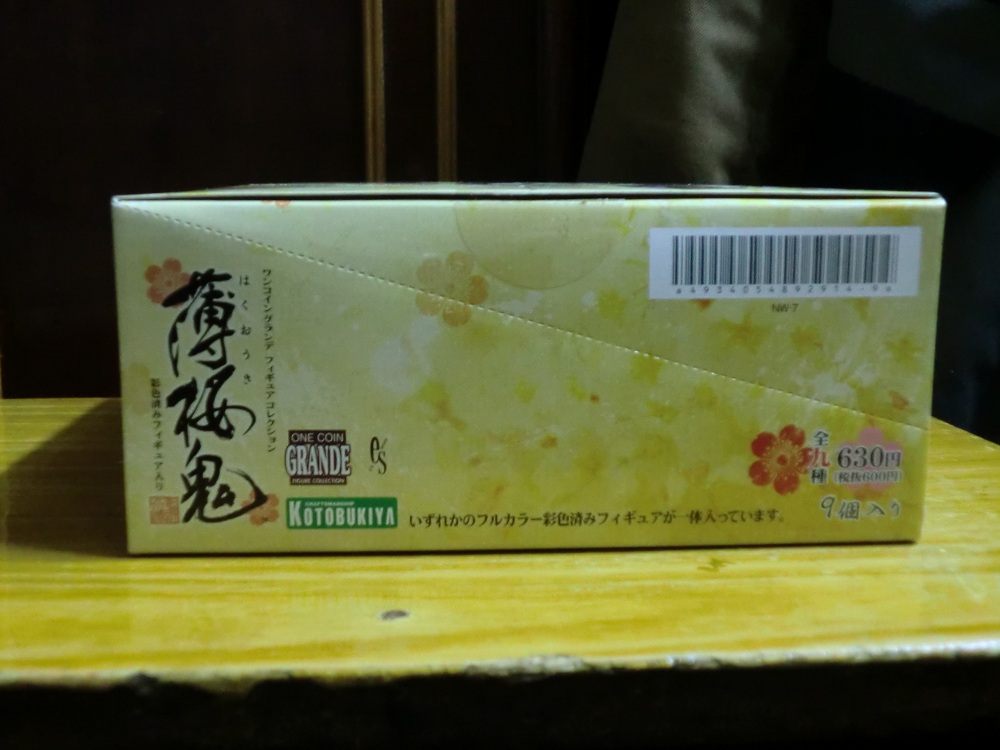 薄桜鬼
はくおうき
ワンコイングランデ フィギュアコレクション
彩色済みフィギュア入り
ONE COIN
GRANDE
FIGURE COLLECTION
e's
CRAFTSMANSHIP
KOTOBUKIYA
いずれかのフルカラー彩色済みフィギュアが一体入っています。
NW-7
全九種
630円
(税抜600円)
9個入り